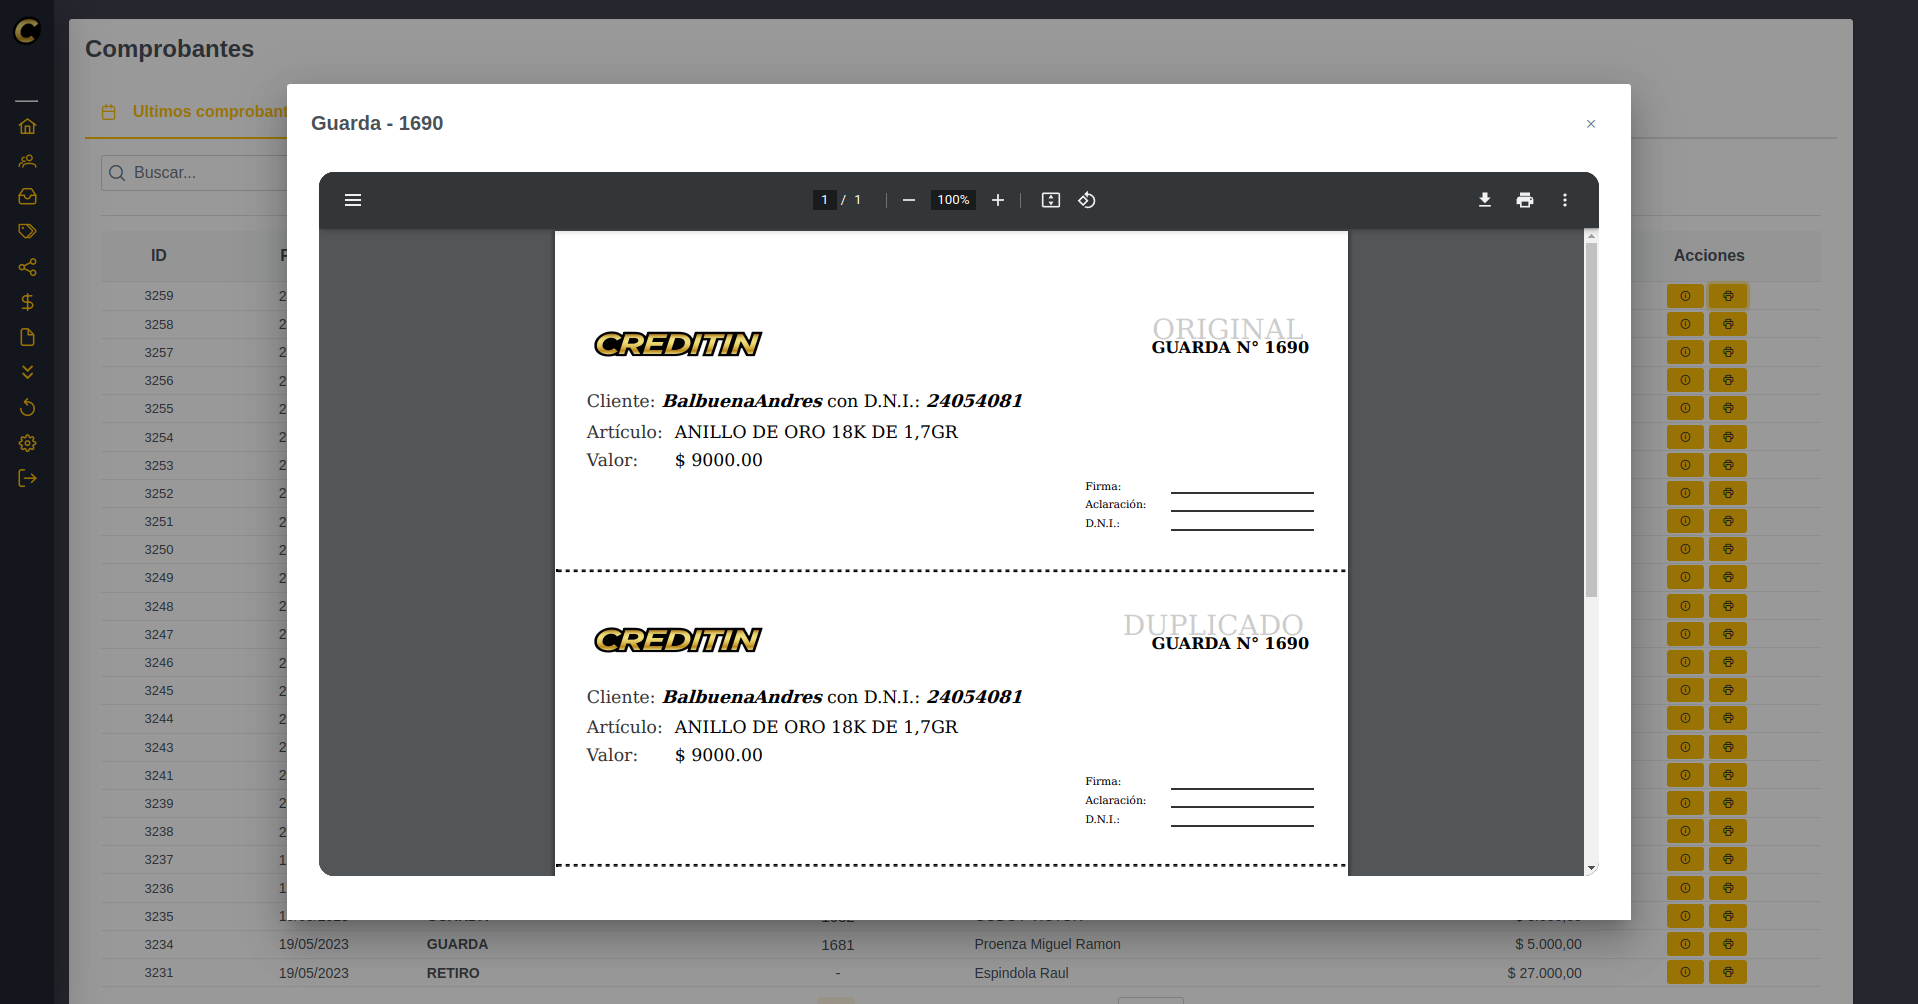 Comprobantes
Ultimos comprobant
Buscar...
Guarda - 1690
×
1 / 1
100%
CREDITIN
ORIGINAL
GUARDA N° 1690
Cliente: BalbuenaAndres con D.N.I.: 24054081
Artículo: ANILLO DE ORO 18K DE 1,7GR
Valor: $ 9000.00
Firma:
Aclaración:
D.N.I.:
CREDITIN
DUPLICADO
GUARDA N° 1690
Cliente: BalbuenaAndres con D.N.I.: 24054081
Artículo: ANILLO DE ORO 18K DE 1,7GR
Valor: $ 9000.00
Firma:
Aclaración:
D.N.I.:
ID Acciones
3259 2
3258 2
3257 2
3256 2
3255 2
3254 2
3253 2
3252 2
3251 2
3250 2
3249 2
3248 2
3247 2
3246 2
3245 2
3244 2
3243 2
3241 2
3239 2
3238 2
3237 1
3236 1
3235
3234 19/05/2023 GUARDA 1681 Proenza Miguel Ramon $ 5.000,00
3231 19/05/2023 RETIRO - Espindola Raul $ 27.000,00